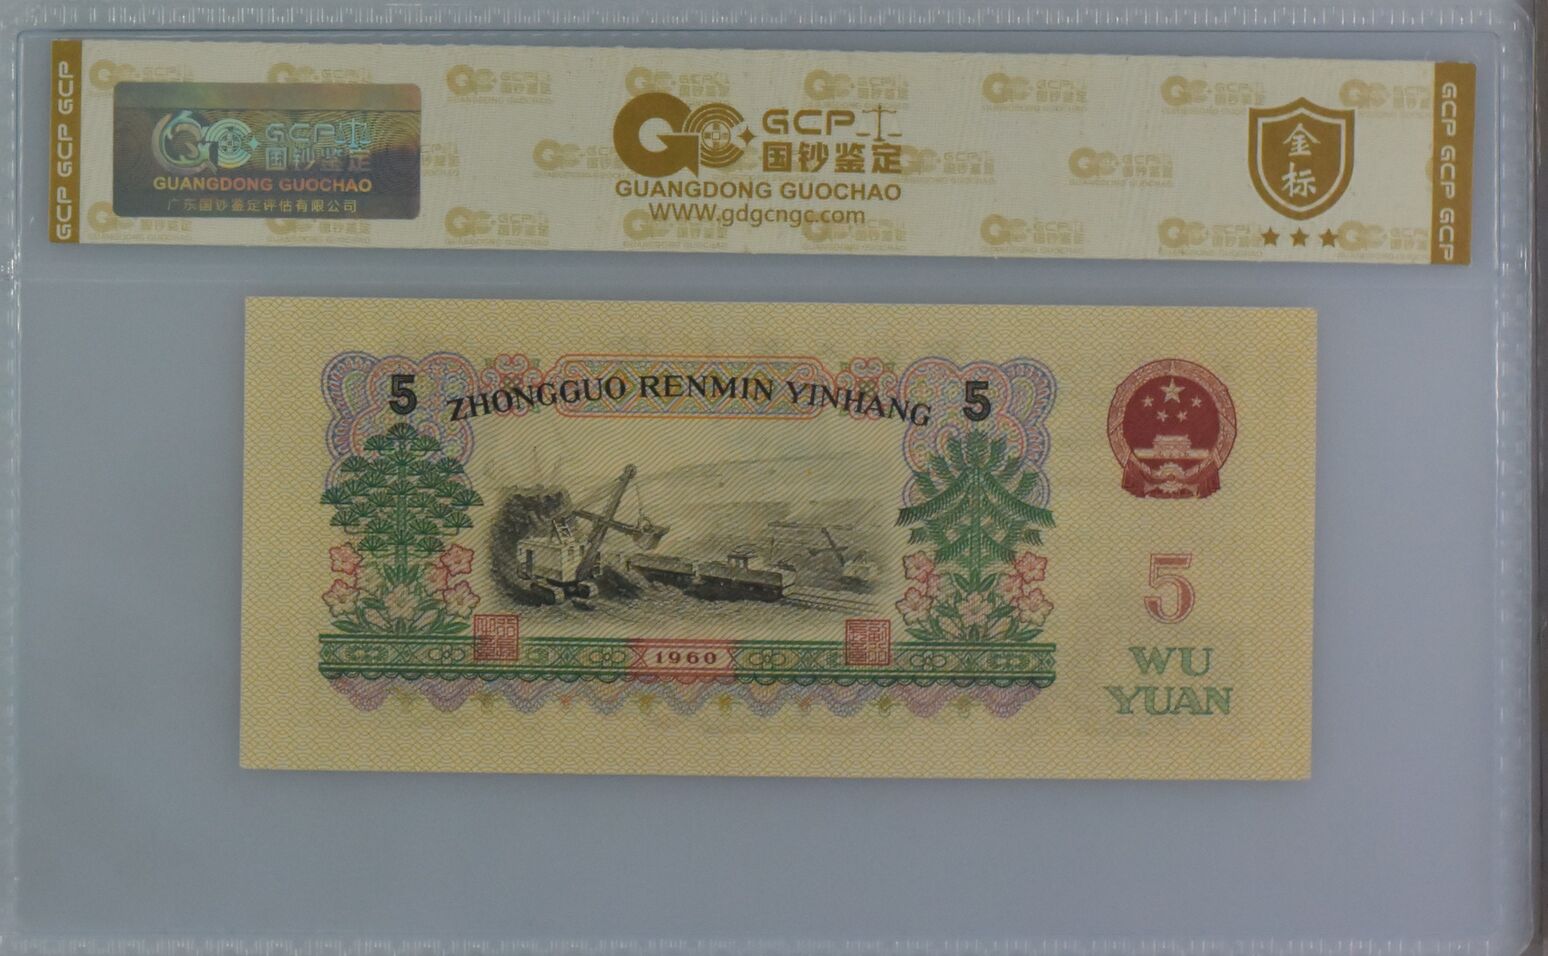 GCP GCP GCP
GCP
国钞鉴定
GUANGDONG GUOCHAO
广东国钞鉴定评估有限公司
GCP
国钞鉴定
GUANGDONG GUOCHAO
WWW.gdgcngc.com
金标
GCP GCP GCP
5 ZHONGGUO RENMIN YINHANG 5
1960
5
WU
YUAN